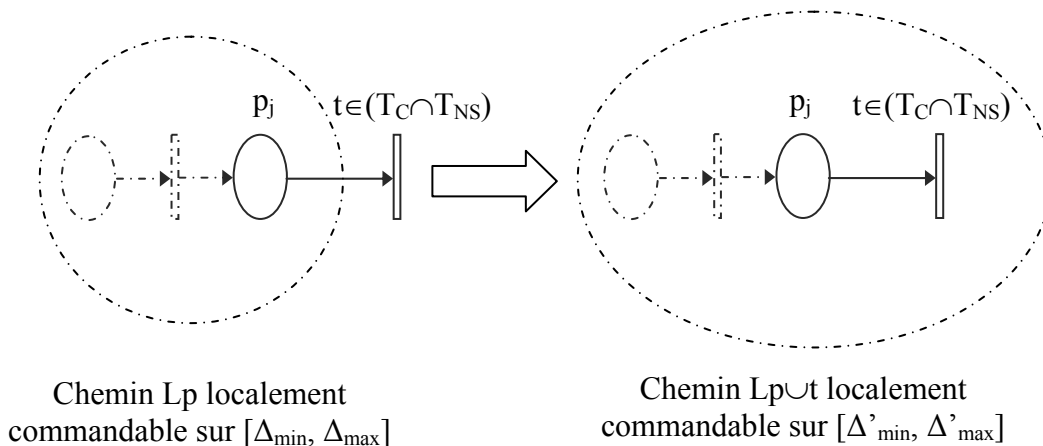 p_j t∈(T_C∩T_NS)
p_j t∈(T_C∩T_NS)
Chemin Lp localement
commandable sur [Δ_min, Δ_max]
Chemin Lp∪t localement
commandable sur [Δ'_min, Δ'_max]